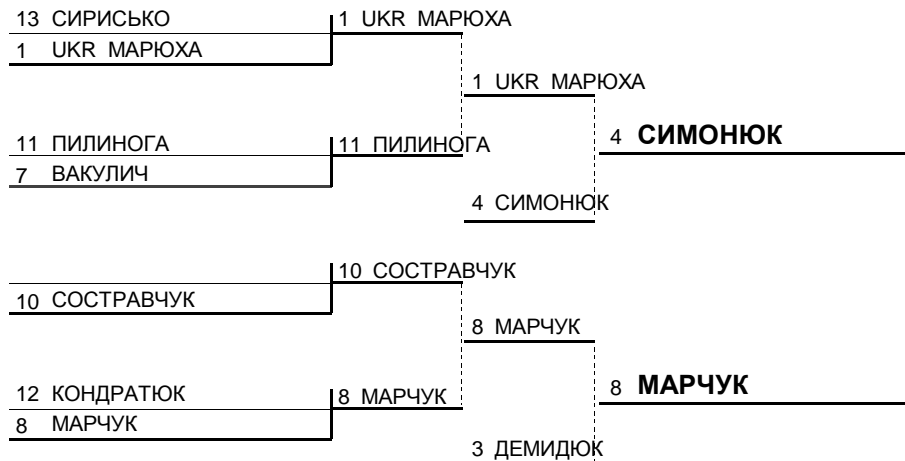 13 СИРИСЬКО
1 UKR МАРЮХА
1 UKR МАРЮХА
1 UKR МАРЮХА
11 ПИЛИНОГА
11 ПИЛИНОГА
4 СИМОНЮК
7 ВАКУЛИЧ
4 СИМОНЮК
10 СОСТРАВЧУК
10 СОСТРАВЧУК
8 МАРЧУК
12 КОНДРАТЮК
8 МАРЧУК
8 МАРЧУК
8 МАРЧУК
3 ДЕМИДЮК